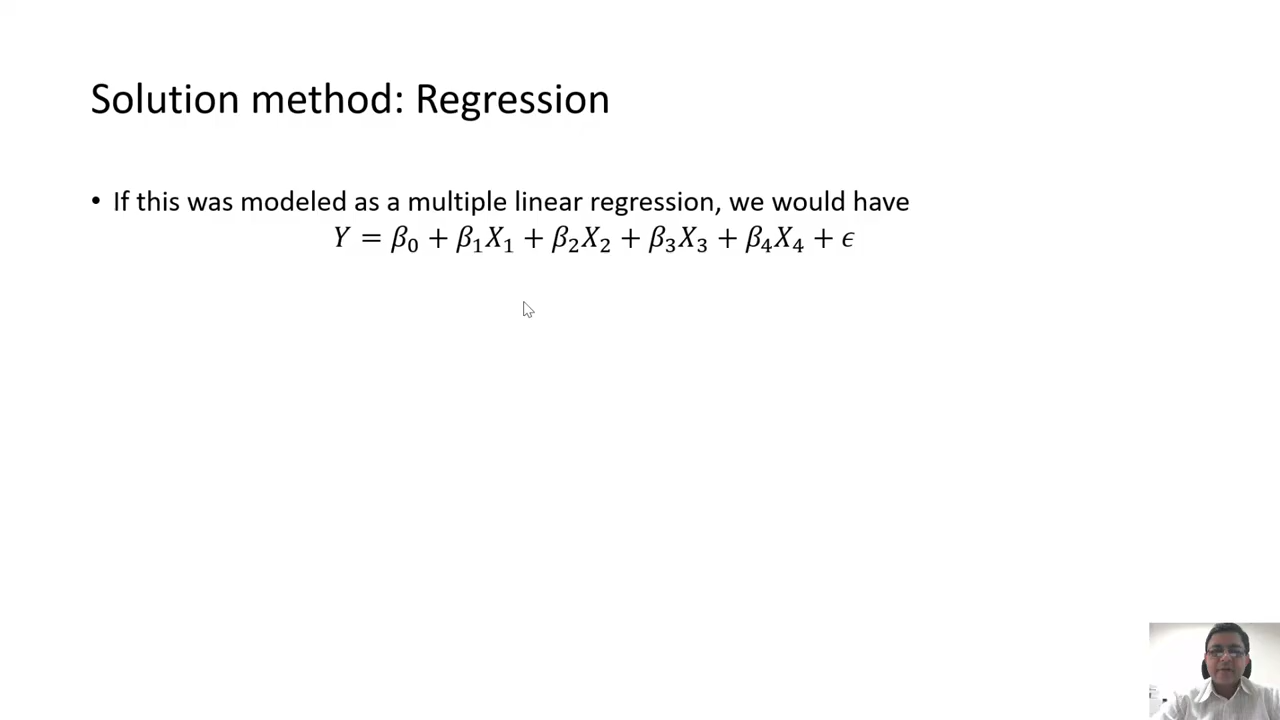 Solution method: Regression
• If this was modeled as a multiple linear regression, we would have
𝑌 = 𝛽₀ + 𝛽₁𝑋₁ + 𝛽₂𝑋₂ + 𝛽₃𝑋₃ + 𝛽₄𝑋₄ + 𝜖